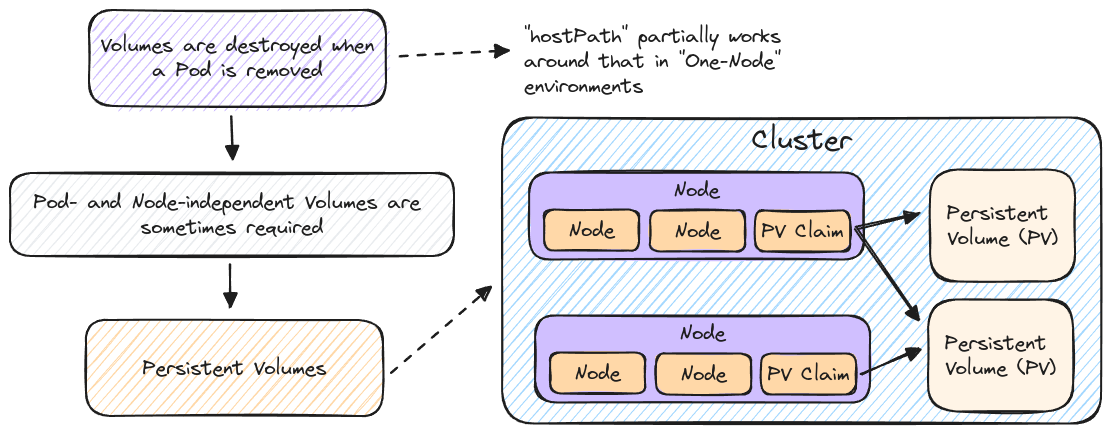 Volumes are destroyed when
a Pod is removed
"hostPath" partially works
around that in "One-Node"
environments
Pod- and Node-independent Volumes are
sometimes required
Persistent Volumes
Cluster
Node
Node
Node
PV Claim
Persistent
Volume (PV)
Node
Node
Node
PV Claim
Persistent
Volume (PV)